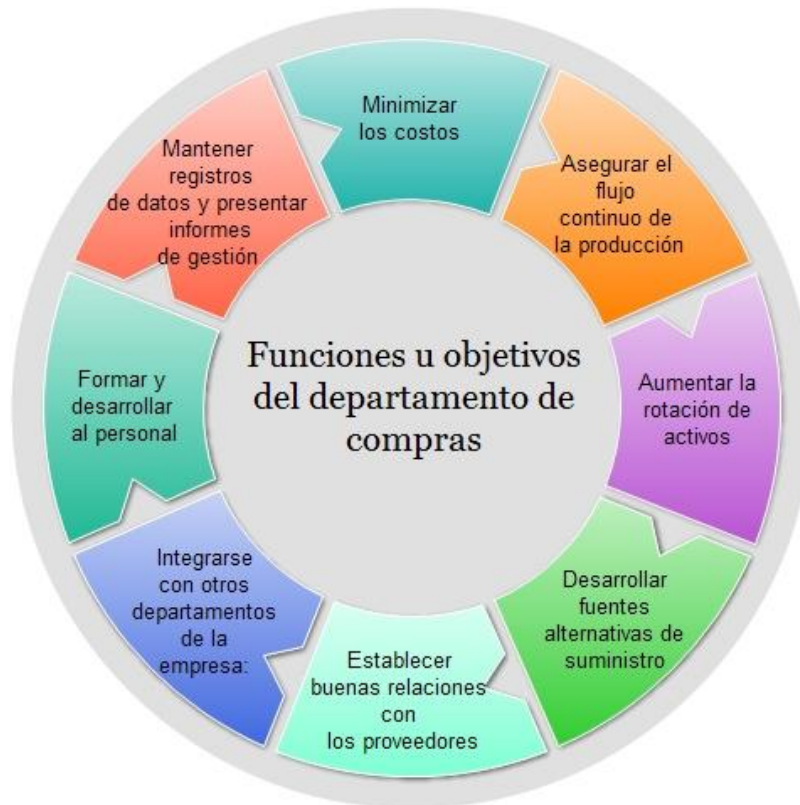 Funciones u objetivos
del departamento de
compras
Minimizar
los costos
Asegurar el
flujo
continuo de
la producción
Aumentar la
rotación de
activos
Desarrollar
fuentes
alternativas de
suministro
Establecer
buenas relaciones
con
los proveedores
Integrarse
con otros
departamentos
de la
empresa:
Formar y
desarrollar
al personal
Mantener
registros
de datos y presentar
informes
de gestión